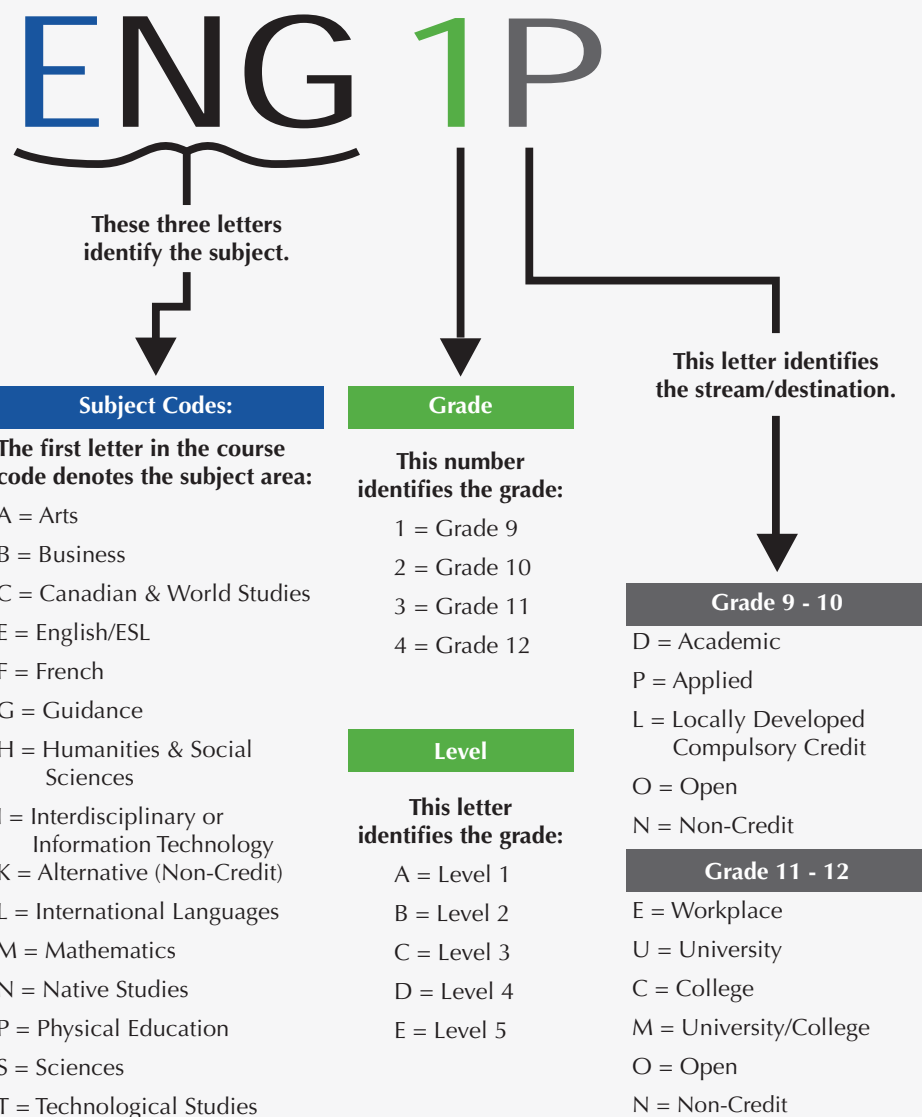 ENG 1P
These three letters
identify the subject.
Subject Codes:
The first letter in the course
code denotes the subject area:
A = Arts
B = Business
C = Canadian & World Studies
E = English/ESL
F = French
G = Guidance
H = Humanities & Social
Sciences
I = Interdisciplinary or
Information Technology
K = Alternative (Non-Credit)
L = International Languages
M = Mathematics
N = Native Studies
P = Physical Education
S = Sciences
T = Technological Studies
Grade
This number
identifies the grade:
1 = Grade 9
2 = Grade 10
3 = Grade 11
4 = Grade 12
Level
This letter
identifies the grade:
A = Level 1
B = Level 2
C = Level 3
D = Level 4
E = Level 5
This letter identifies
the stream/destination.
Grade 9 - 10
D = Academic
P = Applied
L = Locally Developed
Compulsory Credit
O = Open
N = Non-Credit
Grade 11 - 12
E = Workplace
U = University
C = College
M = University/College
O = Open
N = Non-Credit